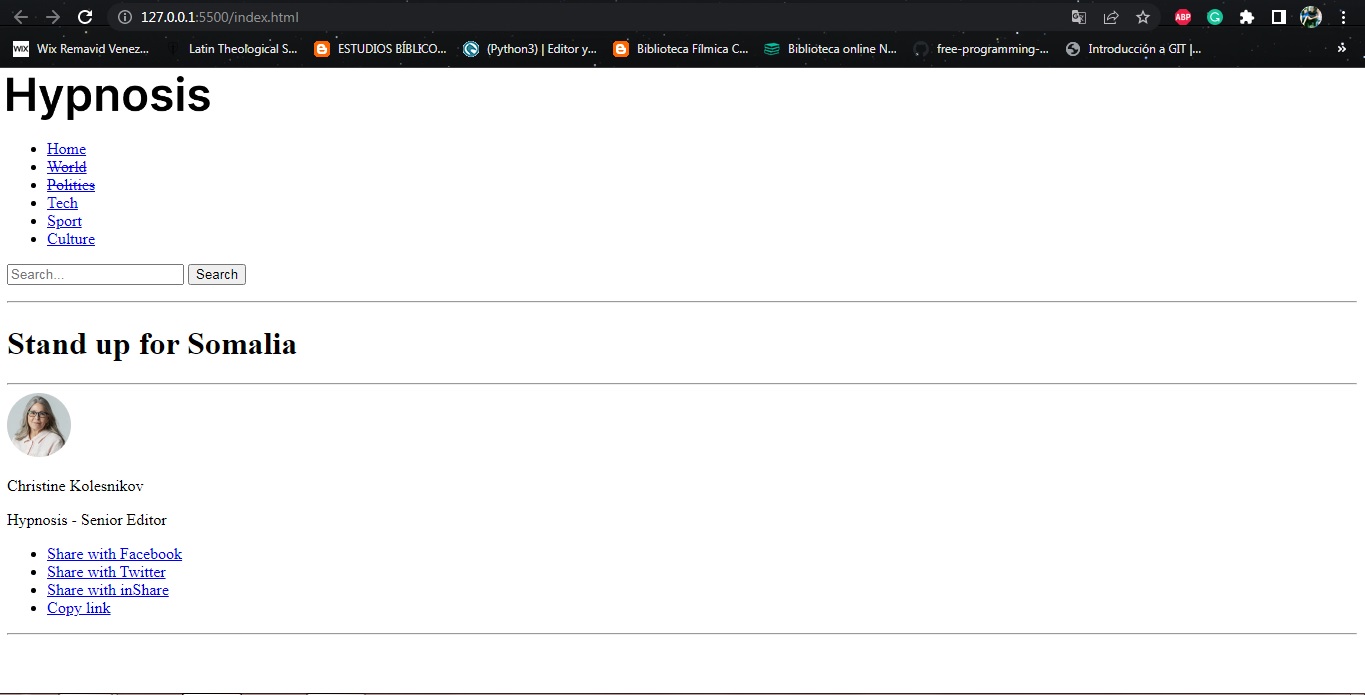 127.0.0.1:5500/index.html
Wix Remavid Venez... Latin Theological S... ESTUDIOS BÍBLICO... (Python3) | Editor y... Biblioteca Fílmica C... Biblioteca online N... free-programming-... Introducción a GIT |... »
WIX
ABP
Hypnosis
Home
World
Politics
Tech
Sport
Culture
Search... Search
Stand up for Somalia
Christine Kolesnikov
Hypnosis - Senior Editor
Share with Facebook
Share with Twitter
Share with inShare
Copy link